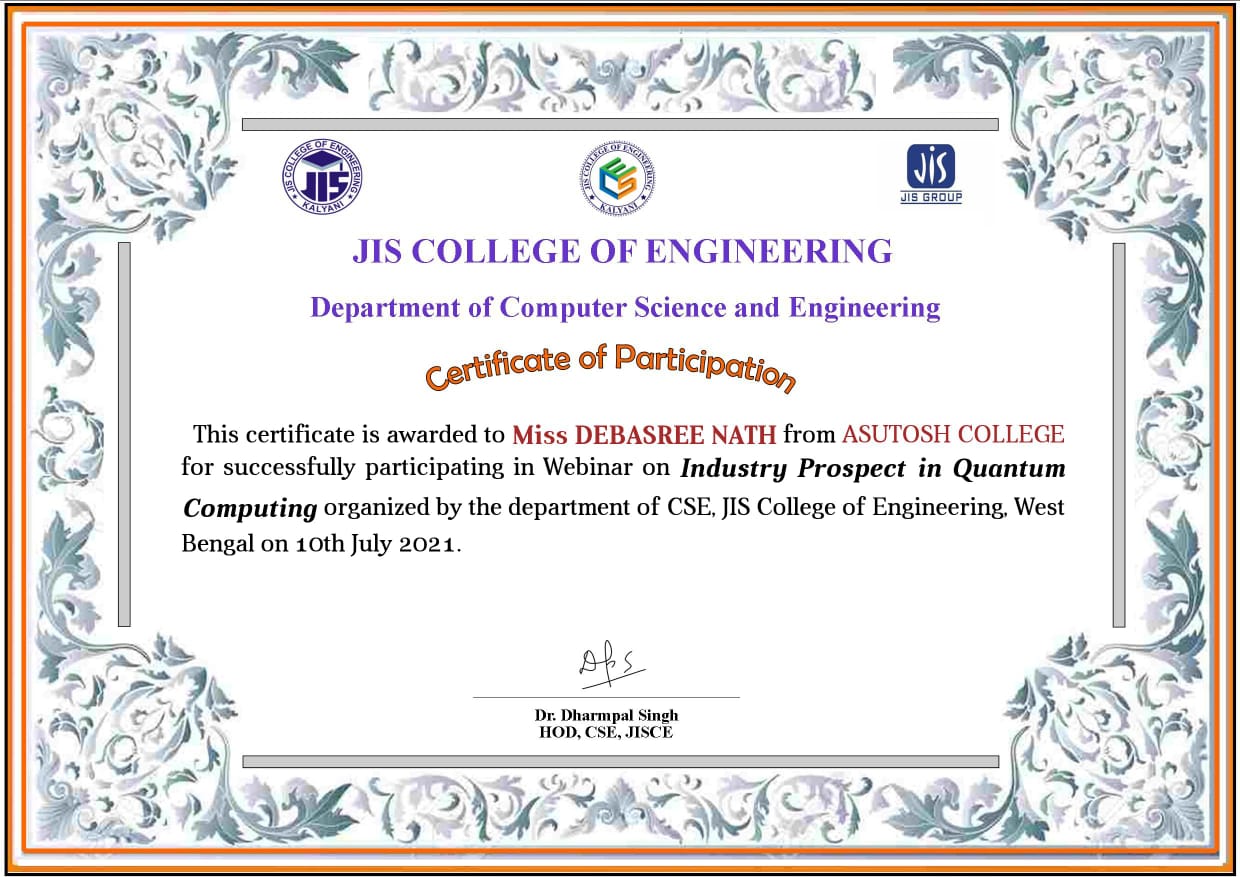 JIS COLLEGE OF ENGINEERING
JIS
KALYANI
JIS COLLEGE OF ENGINEERING
KALYANI
JIS
JIS GROUP
JIS COLLEGE OF ENGINEERING
Department of Computer Science and Engineering
Certificate of Participation
This certificate is awarded to Miss DEBASREE NATH from ASUTOSH COLLEGE
for successfully participating in Webinar on Industry Prospect in Quantum
Computing organized by the department of CSE, JIS College of Engineering, West
Bengal on 10th July 2021.
Dr. Dharmpal Singh
HOD, CSE, JISCE